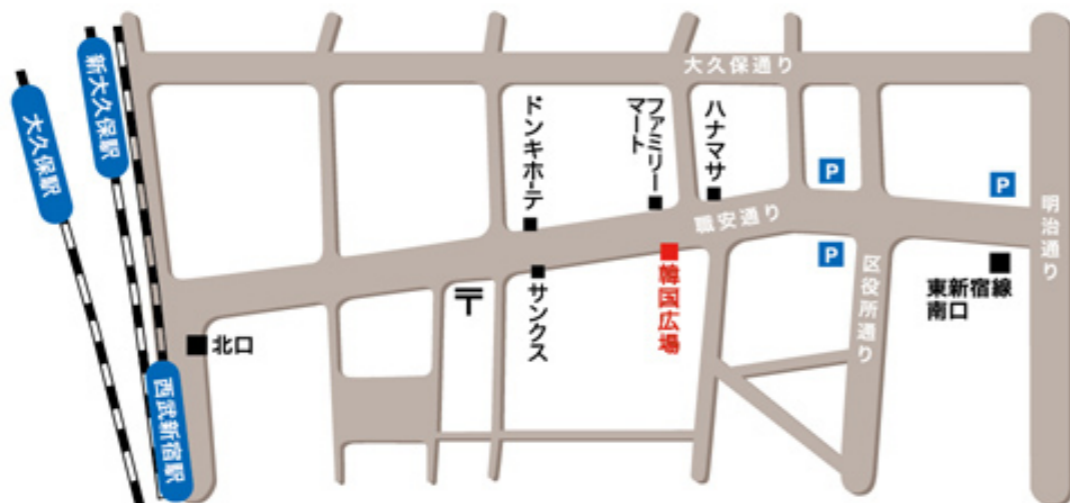 大久保通り
新大久保駅
大久保駅
ドンキホーテ
ファミリー
マート
ハナマサ
P
P
職安通り
明治通り
P
韓国広場
区役所通り
東新宿線
南口
〒
サンクス
北口
西武新宿駅